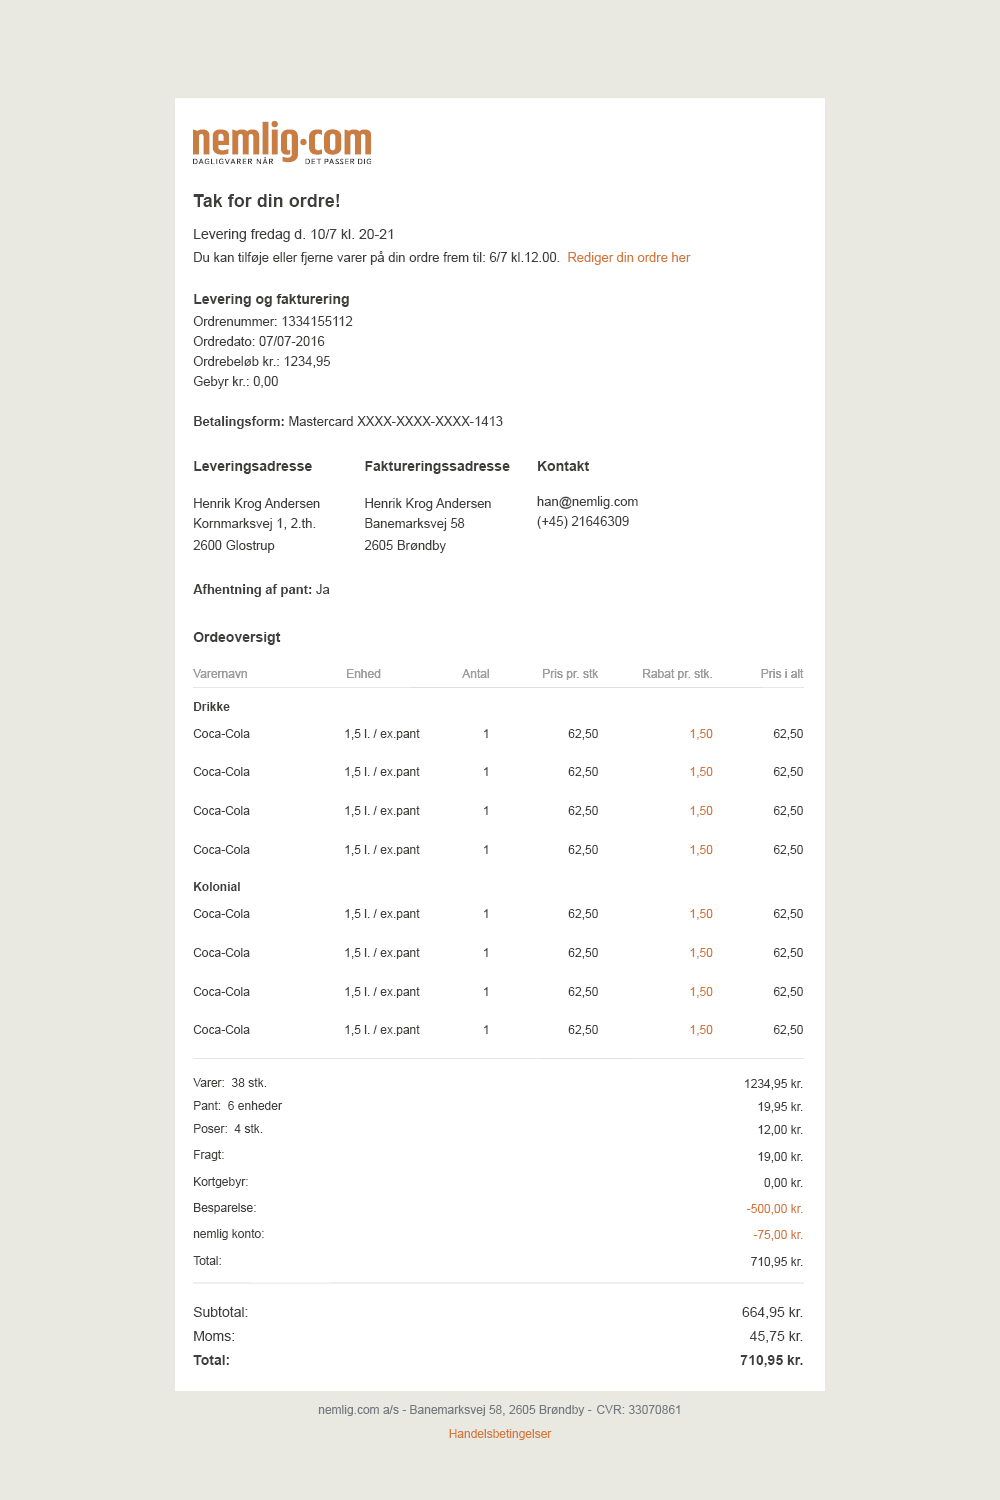 nemlig.com
DAGLIGVARER NÅR DET PASSER DIG
Tak for din ordre!
Levering fredag d. 10/7 kl. 20-21
Du kan tilføje eller fjerne varer på din ordre frem til: 6/7 kl.12.00. Rediger din ordre her
Levering og fakturering
Ordrenummer: 1334155112
Ordredato: 07/07-2016
Ordrebeløb kr.: 1234,95
Gebyr kr.: 0,00
Betalingsform: Mastercard XXXX-XXXX-XXXX-1413
Leveringsadresse Faktureringssadresse Kontakt
Henrik Krog Andersen Henrik Krog Andersen han@nemlig.com
Kornmarksvej 1, 2.th. Banemarksvej 58 (+45) 21646309
2600 Glostrup 2605 Brøndby
Afhentning af pant: Ja
Ordeoversigt
Varernavn Enhed Antal Pris pr. stk Rabat pr. stk. Pris i alt
Drikke
Coca-Cola 1,5 l. / ex.pant 1 62,50 1,50 62,50
Coca-Cola 1,5 l. / ex.pant 1 62,50 1,50 62,50
Coca-Cola 1,5 l. / ex.pant 1 62,50 1,50 62,50
Coca-Cola 1,5 l. / ex.pant 1 62,50 1,50 62,50
Kolonial
Coca-Cola 1,5 l. / ex.pant 1 62,50 1,50 62,50
Coca-Cola 1,5 l. / ex.pant 1 62,50 1,50 62,50
Coca-Cola 1,5 l. / ex.pant 1 62,50 1,50 62,50
Coca-Cola 1,5 l. / ex.pant 1 62,50 1,50 62,50
Varer: 38 stk. 1234,95 kr.
Pant: 6 enheder 19,95 kr.
Poser: 4 stk. 12,00 kr.
Fragt: 19,00 kr.
Kortgebyr: 0,00 kr.
Besparelse: -500,00 kr.
nemlig konto: -75,00 kr.
Total: 710,95 kr.
Subtotal: 664,95 kr.
Moms: 45,75 kr.
Total: 710,95 kr.
nemlig.com a/s - Banemarksvej 58, 2605 Brøndby - CVR: 33070861
Handelsbetingelser